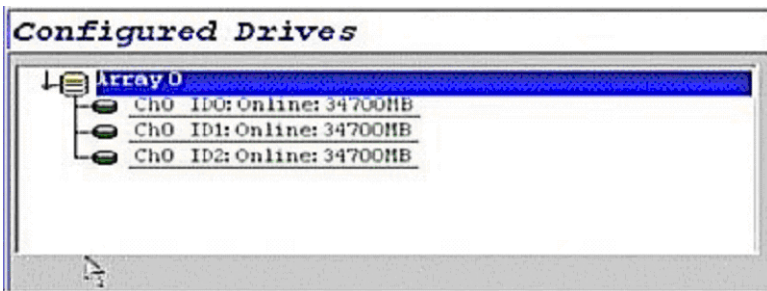 Configured Drives
Array 0
Ch0 ID0: Online: 34700MB
Ch0 ID1: Online: 34700MB
Ch0 ID2: Online: 34700MB